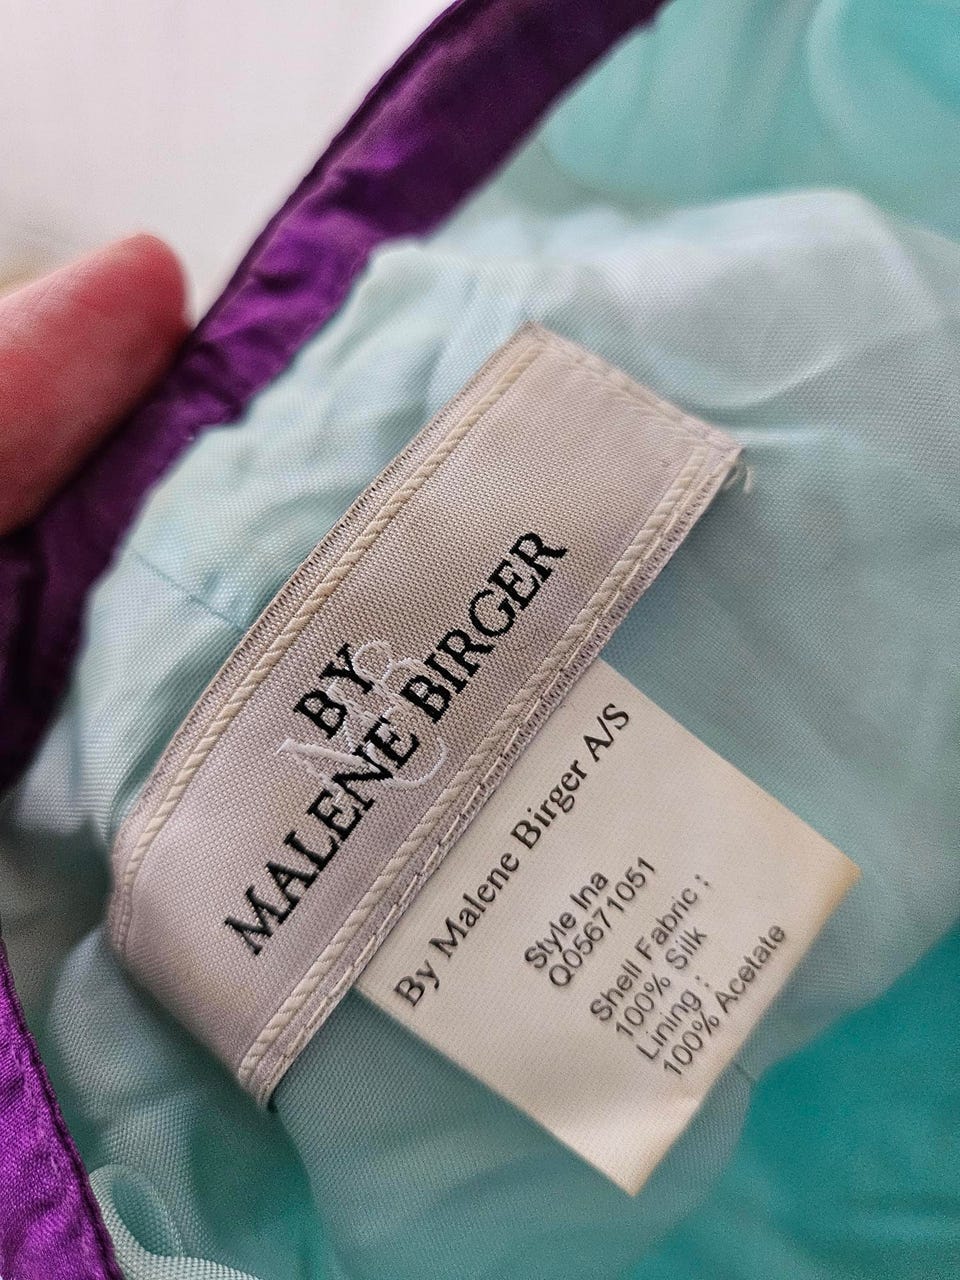 BY
MALENE BIRGER
By Malene Birger A/S
Style Ina
Q05671051
Shell Fabric :
100% Silk
Lining :
100% Acetate